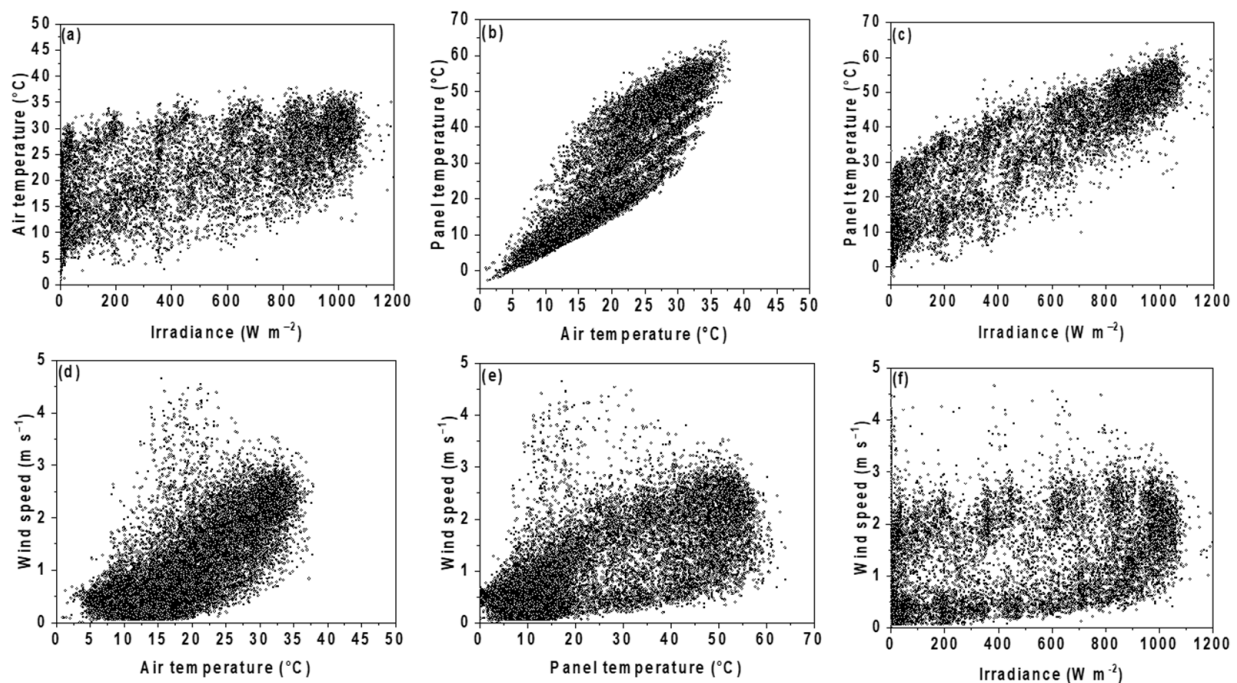 (a)
Air temperature (°C)
50
45
40
35
30
25
20
15
10
5
0
0 200 400 600 800 1000 1200
Irradiance (W m⁻²)
(b)
Panel temperature (°C)
70
60
50
40
30
20
10
0
0 5 10 15 20 25 30 35 40 45 50
Air temperature (°C)
(c)
Panel temperature (°C)
70
60
50
40
30
20
10
0
0 200 400 600 800 1000 1200
Irradiance (W m⁻²)
(d)
Wind speed (m s⁻¹)
5
4
3
2
1
0
0 5 10 15 20 25 30 35 40 45 50
Air temperature (°C)
(e)
Wind speed (m s⁻¹)
5
4
3
2
1
0
0 10 20 30 40 50 60 70
Panel temperature (°C)
(f)
Wind speed (m s⁻¹)
5
4
3
2
1
0
0 200 400 600 800 1000 1200
Irradiance (W m⁻²)